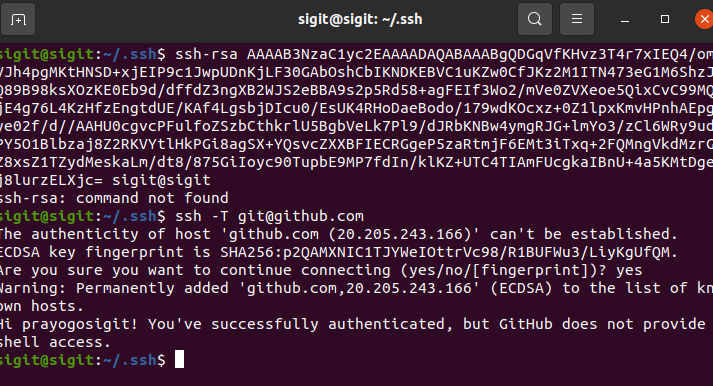 sigit@sigit: ~/.ssh
sigit@sigit:~/.ssh$ ssh-rsa AAAAB3NzaC1yc2EAAAADAQABAAABgQDGqVfKHvz3T4r7xIEQ4/om
VJh4pgMKtHNSD+xjEIP9c1JwpUDnKjLF30GAbOshCbIKNDKEBVC1uKZw0CfJKz2M1ITN473eG1M6ShzJ
Q89B98ksXOzKE0Eb9d/dffdZ3ngXB2WJS2eBBA9s2p5Rd58+agFEIf3Wo2/mVe0ZVXeoe5QixCvC99MQ
jE4g76L4KzHfzEngtdUE/KAf4LgsbjDIcu0/EsUK4RHoDaeBodo/179wdKOcxz+0Z1lpxKmvHPnhAEpg
ve02f/d//AAHU0cgvcPFulfoZSzbCthkrlU5BgbVeLk7Pl9/dJRbKNBw4ymgRJG+lmYo3/zCl6WRy9ud
PY5O1Blbzaj8Z2RKVYtlHkPGi8agSX+YQsvcZXXBFIECRGgeP5zaRtmjF6EMt3iTxq+2FQMngVkdMzrG
Z8xsZ1TZydMeskaLm/dt8/875GiIoyc90TupbE9MP7fdIn/klKZ+UTC4TIAmFUcgkaIBnU+4a5KMtDge
j8lurzELXjc= sigit@sigit
ssh-rsa: command not found
sigit@sigit:~/.ssh$ ssh -T git@github.com
The authenticity of host 'github.com (20.205.243.166)' can't be established.
ECDSA key fingerprint is SHA256:p2QAMXNIC1TJYWeIOttrVc98/R1BUFWu3/LiyKgUfQM.
Are you sure you want to continue connecting (yes/no/[fingerprint])? yes
Warning: Permanently added 'github.com,20.205.243.166' (ECDSA) to the list of kn
own hosts.
Hi prayogosigit! You've successfully authenticated, but GitHub does not provide
shell access.
sigit@sigit:~/.ssh$